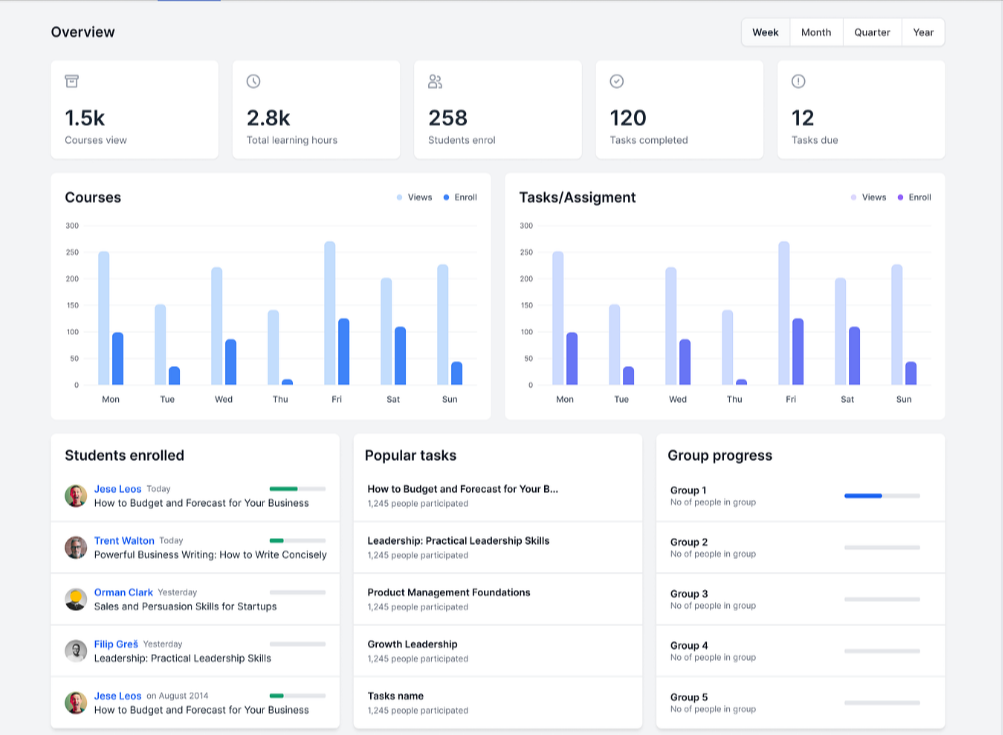 Overview
Week Month Quarter Year
1.5k
Courses view
2.8k
Total learning hours
258
Students enrol
120
Tasks completed
12
Tasks due
Courses
Views Enroll
300
250
200
150
100
50
0
Mon Tue Wed Thu Fri Sat Sun
Tasks/Assigment
Views Enroll
300
250
200
150
100
50
0
Mon Tue Wed Thu Fri Sat Sun
Students enrolled
Jese Leos Today
How to Budget and Forecast for Your Business
Trent Walton Today
Powerful Business Writing: How to Write Concisely
Orman Clark Yesterday
Sales and Persuasion Skills for Startups
Filip Greš Yesterday
Leadership: Practical Leadership Skills
Jese Leos on August 2014
How to Budget and Forecast for Your Business
Popular tasks
How to Budget and Forecast for Your B...
1,245 people participated
Leadership: Practical Leadership Skills
1,245 people participated
Product Management Foundations
1,245 people participated
Growth Leadership
1,245 people participated
Tasks name
1,245 people participated
Group progress
Group 1
No of people in group
Group 2
No of people in group
Group 3
No of people in group
Group 4
No of people in group
Group 5
No of people in group